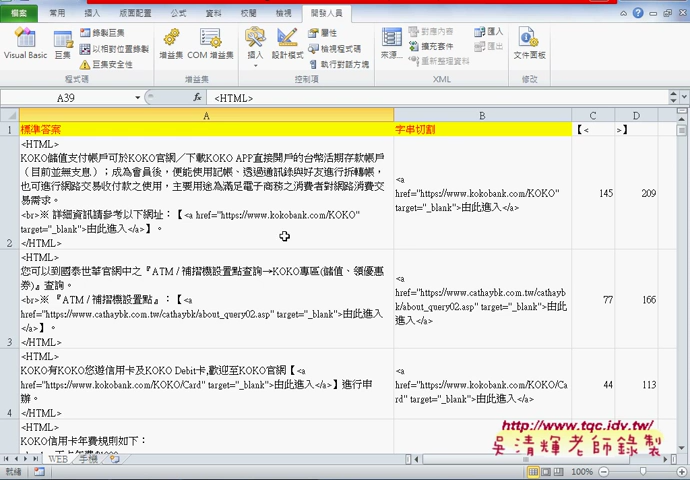 檔案 常用 插入 版面配置 公式 資料 校閱 檢視 開發人員
Visual Basic 巨集 錄製巨集 以相對位置錄製 巨集安全性 增益集 COM 增益集 插入 設計模式 屬性 檢視程式碼 執行對話方塊 來源... 對應內容 擴充套件 重新整理資料 匯入 匯出 文件面板
程式碼 增益集 控制項 XML 修改
A39 fx <HTML>
A B C D
1 標準答案 字串切割 【< >】
<HTML>
KOKO儲值支付帳戶可於KOKO官網／下載KOKO APP直接開戶的台幣活期存款帳戶
（目前並無支息）；成為會員後，便能使用記帳、透過通訊錄與好友進行拆轉帳，
也可進行網路交易收付款之使用，主要用途為滿足電子商務之消費者對網路消費交
易需求。
<br>※ 詳細資訊請參考以下網址：【<a href="https://www.kokobank.com/KOKO"
target="_blank">由此進入</a>】。
</HTML>
2
<a
href="https://www.kokobank.com/KOKO"
target="_blank">由此進入</a>
145 209
<HTML>
您可以到國泰世華官網中之『ATM / 補摺機設置點查詢→KOKO專區(儲值、領優惠
券)』查詢。
<br>※『ATM / 補摺機設置點』：【<a
href="https://www.cathaybk.com.tw/cathaybk/about_query02.asp" target="_blank">由此進入
</a>】。
</HTML>
3
<a
href="https://www.cathaybk.com.tw/cathayb
k/about_query02.asp" target="_blank">由此
進入</a>
77 166
<HTML>
KOKO有KOKO您遊信用卡及KOKO Debit卡,歡迎至KOKO官網【<a
href="https://www.kokobank.com/KOKO/Card" target="_blank">由此進入</a>】進行申
辦。
</HTML>
4
<a
href="https://www.kokobank.com/KOKO/Ca
rd" target="_blank">由此進入</a>
44 113
<HTML>
KOKO信用卡年費規則如下：
http://www.tqc.idv.tw/
吳清輝老師錄製
WEB 手機
就緒 100%